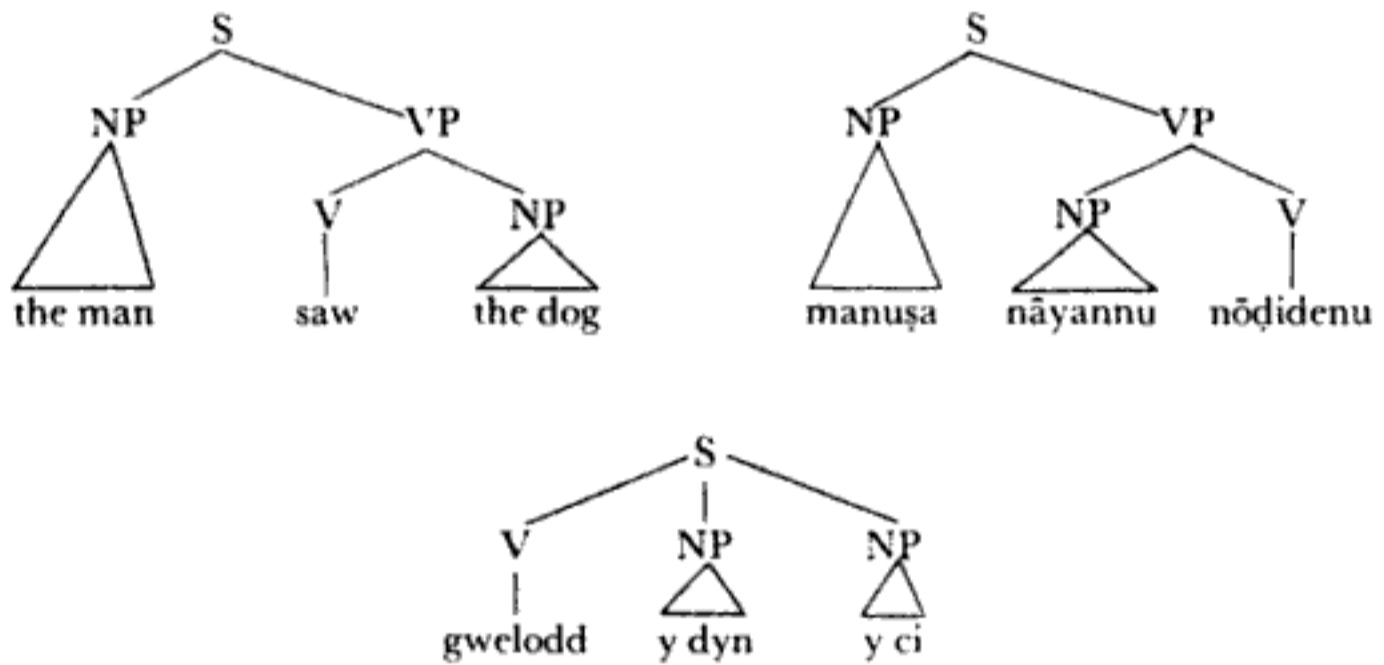 S S
NP VP NP VP
V NP NP V
the man saw the dog manuṣa nāyannu nōḍidenu
S
V NP NP
gwelodd y dyn y ci